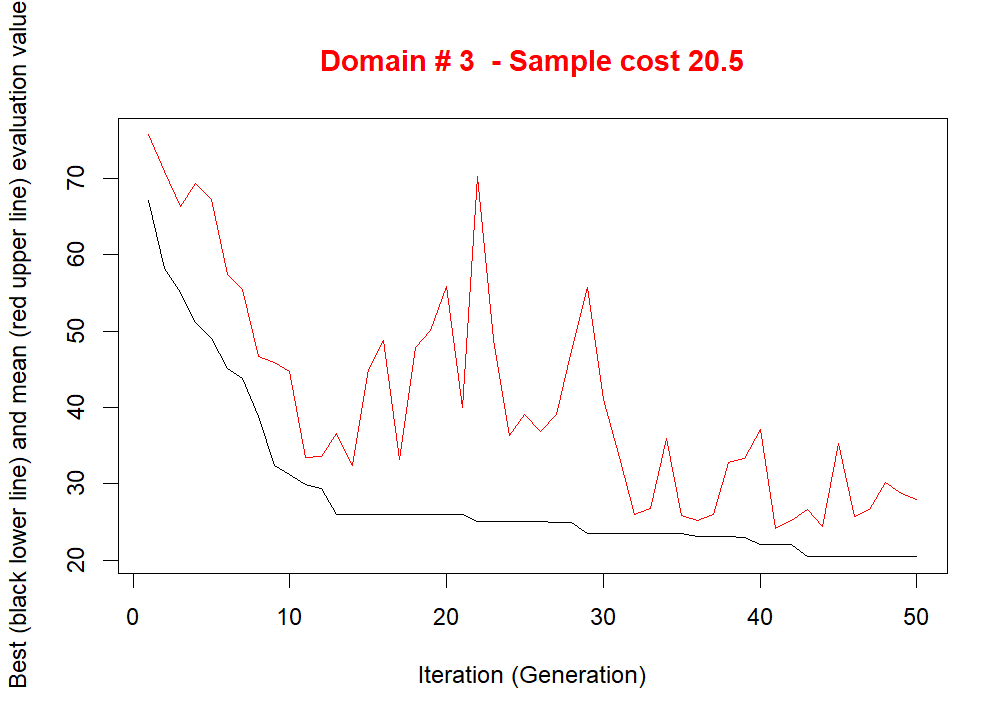 Domain # 3  - Sample cost 20.5
Best (black lower line) and mean (red upper line) evaluation value
70
60
50
40
30
20
0 10 20 30 40 50
Iteration (Generation)